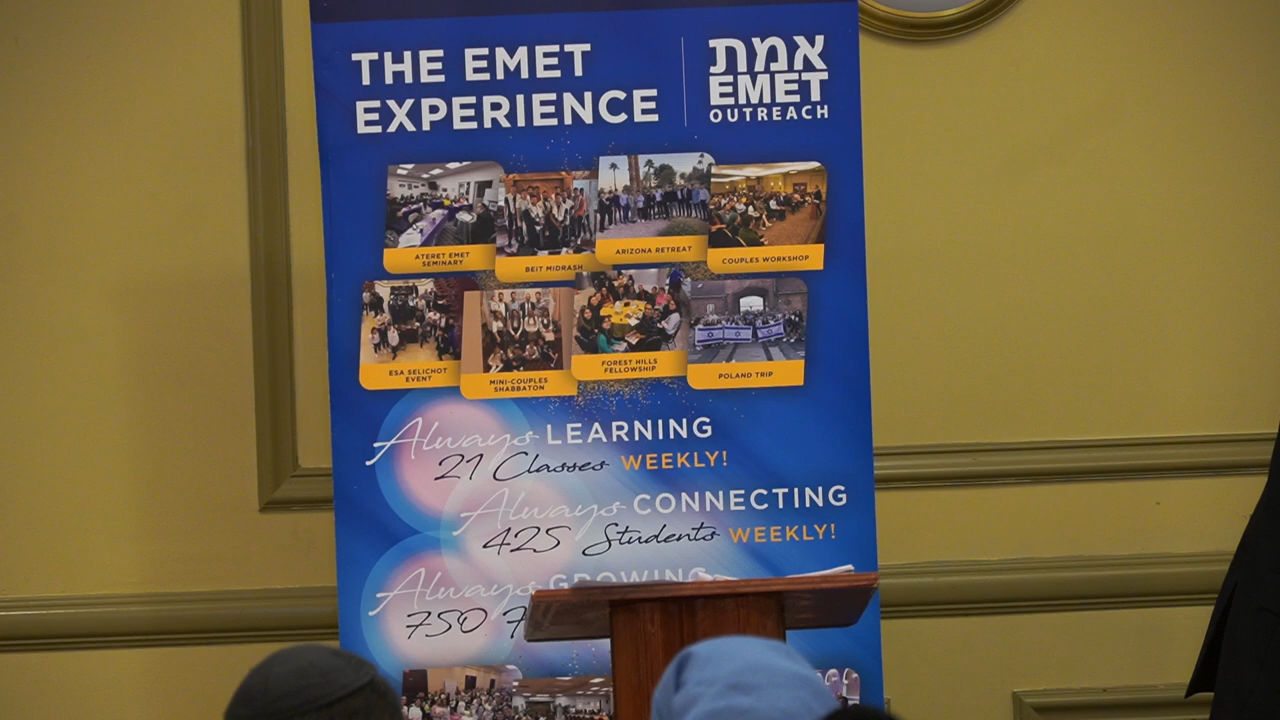 THE EMET
EXPERIENCE
אמת
EMET
OUTREACH
ATERET EMET
SEMINARY
BEIT MIDRASH
ARIZONA RETREAT
COUPLES WORKSHOP
ESA SELICHOT
EVENT
MINI-COUPLES
SHABBATON
FOREST HILLS
FELLOWSHIP
POLAND TRIP
Always LEARNING
21 Classes WEEKLY!
Always CONNECTING
425 Students WEEKLY!
Always GROWING
750